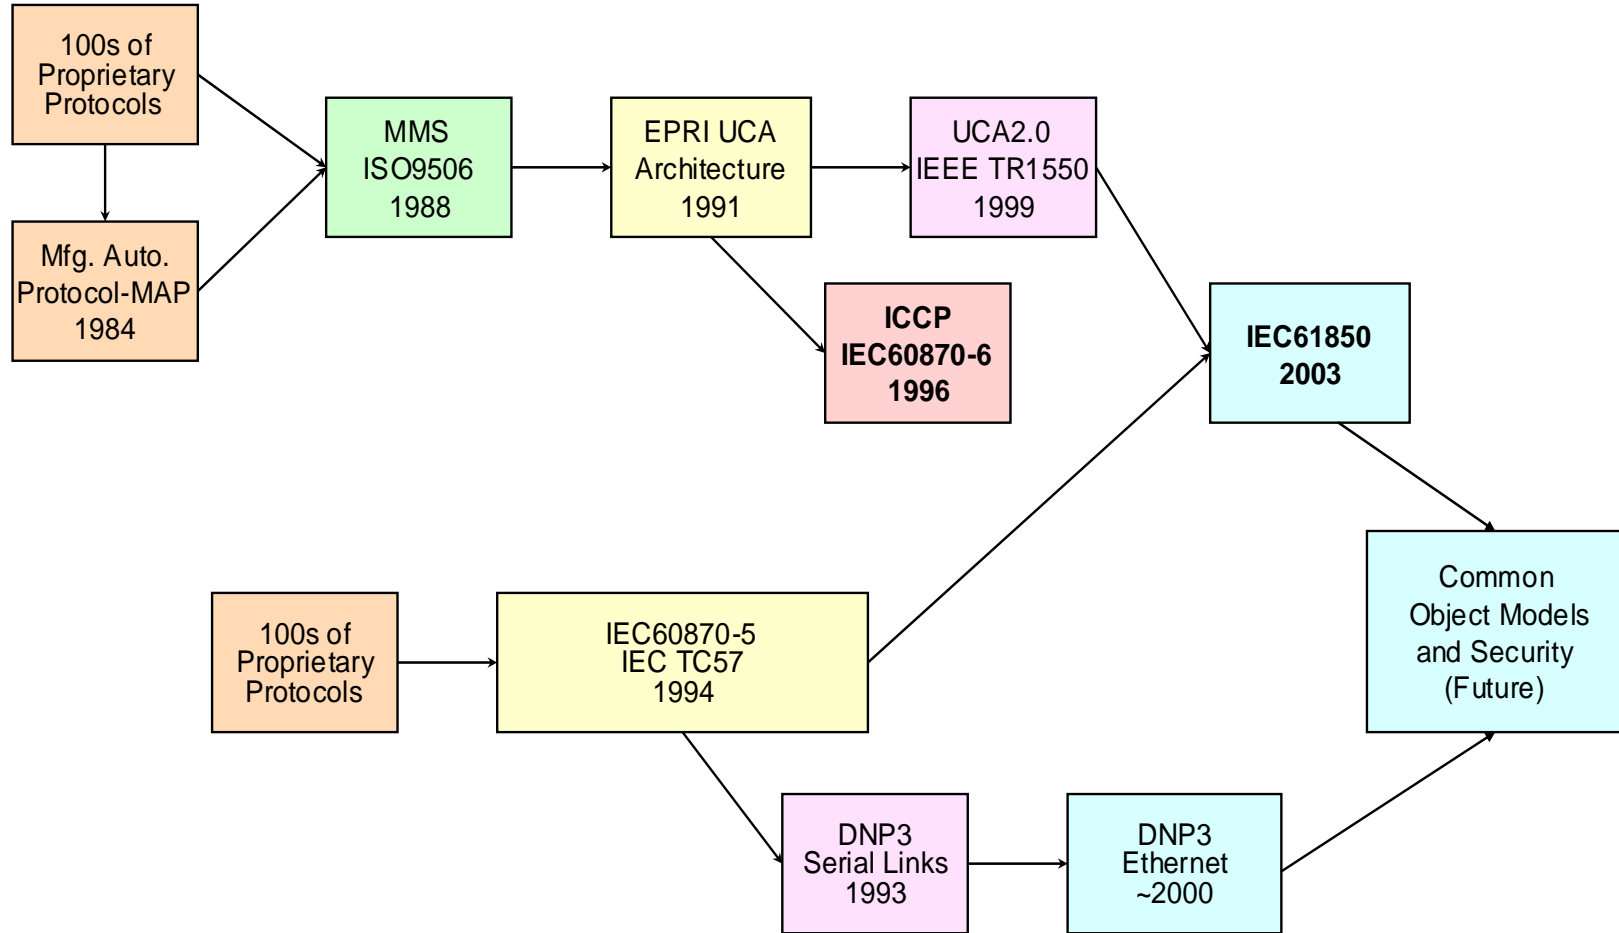 100s of
Proprietary
Protocols
MMS
ISO9506
1988
EPRI UCA
Architecture
1991
UCA2.0
IEEE TR1550
1999
Mfg. Auto.
Protocol-MAP
1984
ICCP
IEC60870-6
1996
IEC61850
2003
Common
Object Models
and Security
(Future)
100s of
Proprietary
Protocols
IEC60870-5
IEC TC57
1994
DNP3
Serial Links
1993
DNP3
Ethernet
~2000